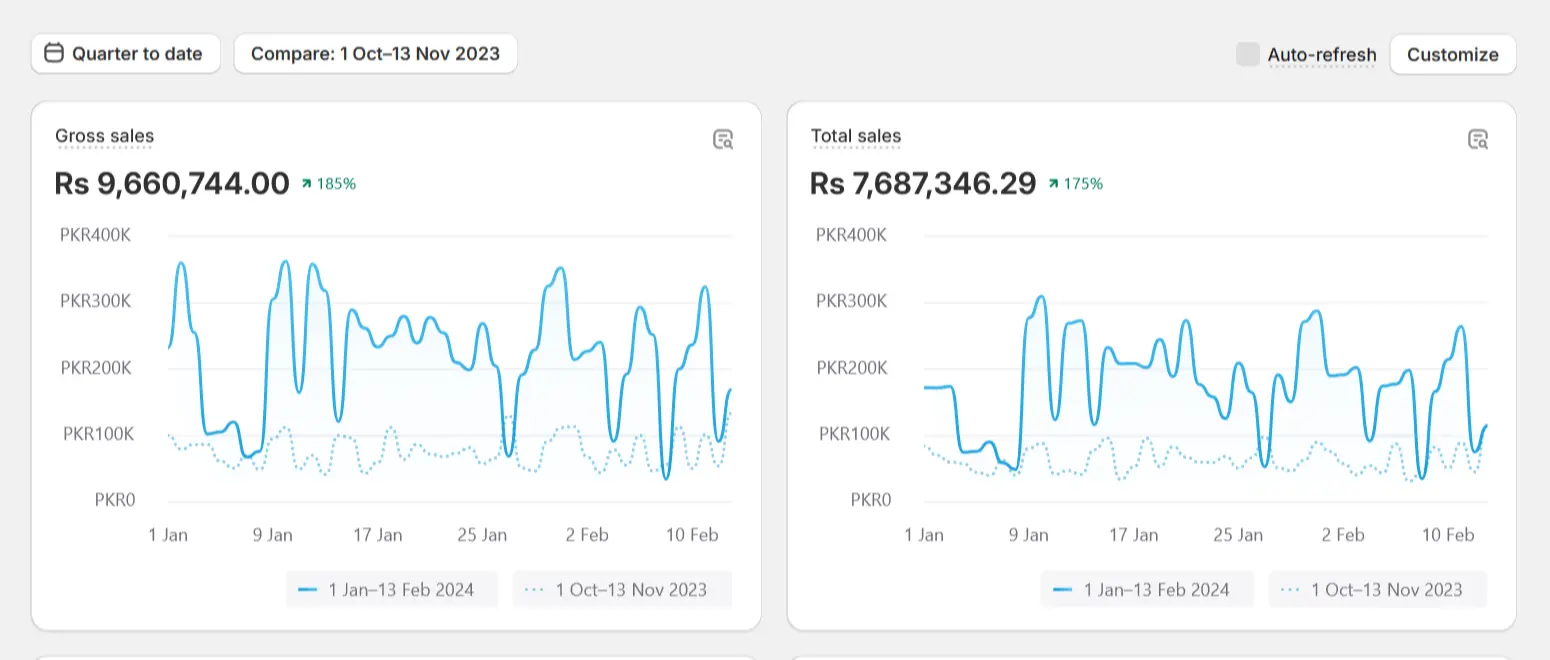 Quarter to date
Compare: 1 Oct–13 Nov 2023
Auto-refresh
Customize
Gross sales
Rs 9,660,744.00 185%
PKR400K
PKR300K
PKR200K
PKR100K
PKR0
1 Jan 9 Jan 17 Jan 25 Jan 2 Feb 10 Feb
1 Jan–13 Feb 2024 1 Oct–13 Nov 2023
Total sales
Rs 7,687,346.29 175%
PKR400K
PKR300K
PKR200K
PKR100K
PKR0
1 Jan 9 Jan 17 Jan 25 Jan 2 Feb 10 Feb
1 Jan–13 Feb 2024 1 Oct–13 Nov 2023